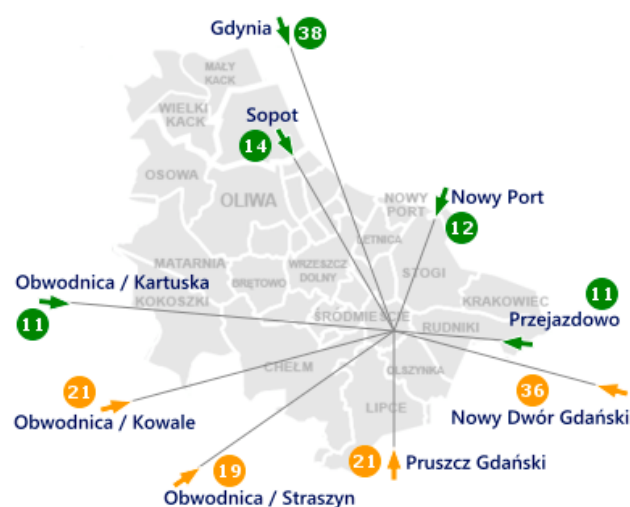 Gdynia
38
MAŁY
KACK
WIELKI
KACK
Sopot
14
OSOWA
OLIWA
NOWY
PORT
Nowy Port
12
LETNICA
MATARNIA
WRZESZCZ
DOLNY
STOGI
BRĘTOWO
Obwodnica / Kartuska
11
KOKOSZKI
KRAKOWIEC
11
Przejazdowo
ŚRÓDMIEŚCIE
RUDNIKI
CHEŁM
OLSZYNKA
21
Obwodnica / Kowale
36
Nowy Dwór Gdański
LIPCE
19
Obwodnica / Straszyn
21
Pruszcz Gdański